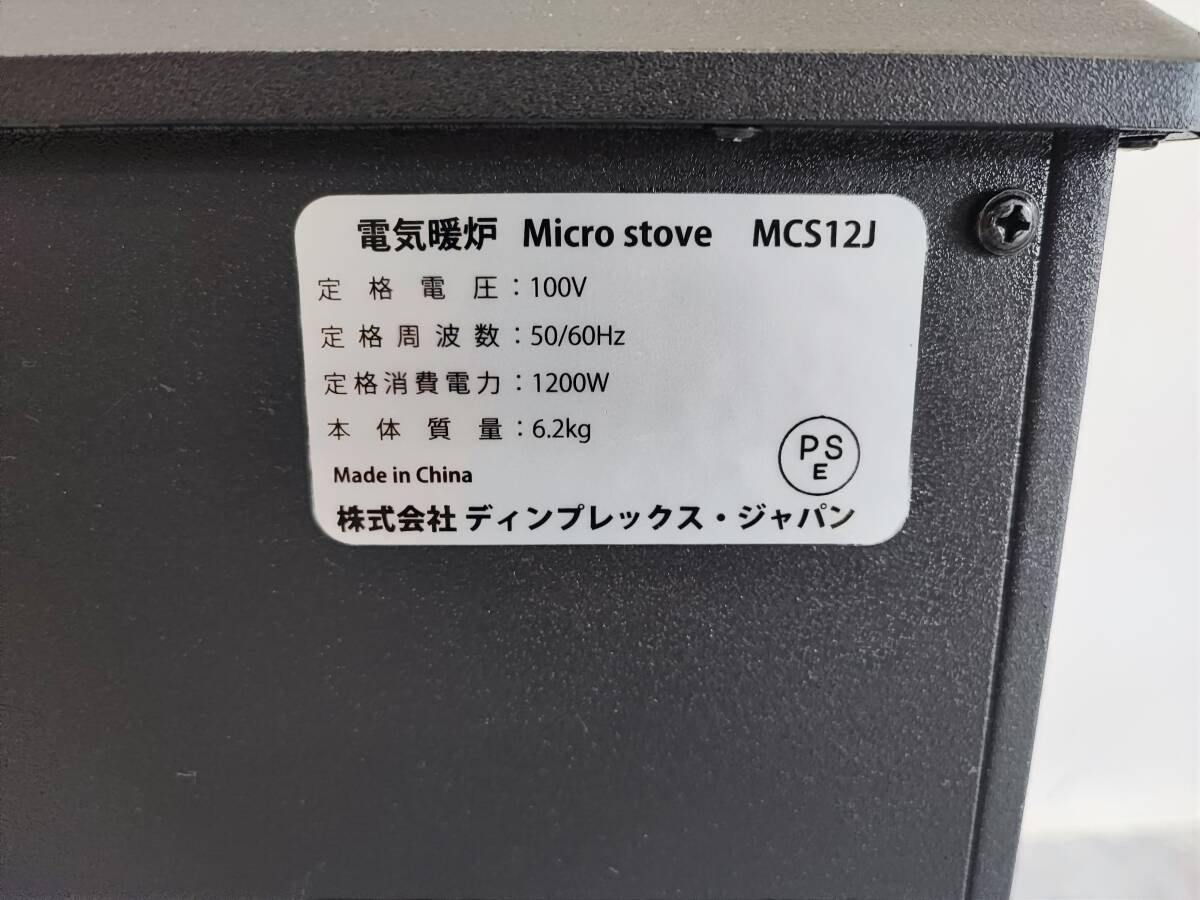 電気暖炉 Micro stove MCS12J
定格電圧：100V
定格周波数：50/60Hz
定格消費電力：1200W
本体質量：6.2kg
PS
E
Made in China
株式会社 ディンプレックス・ジャパン